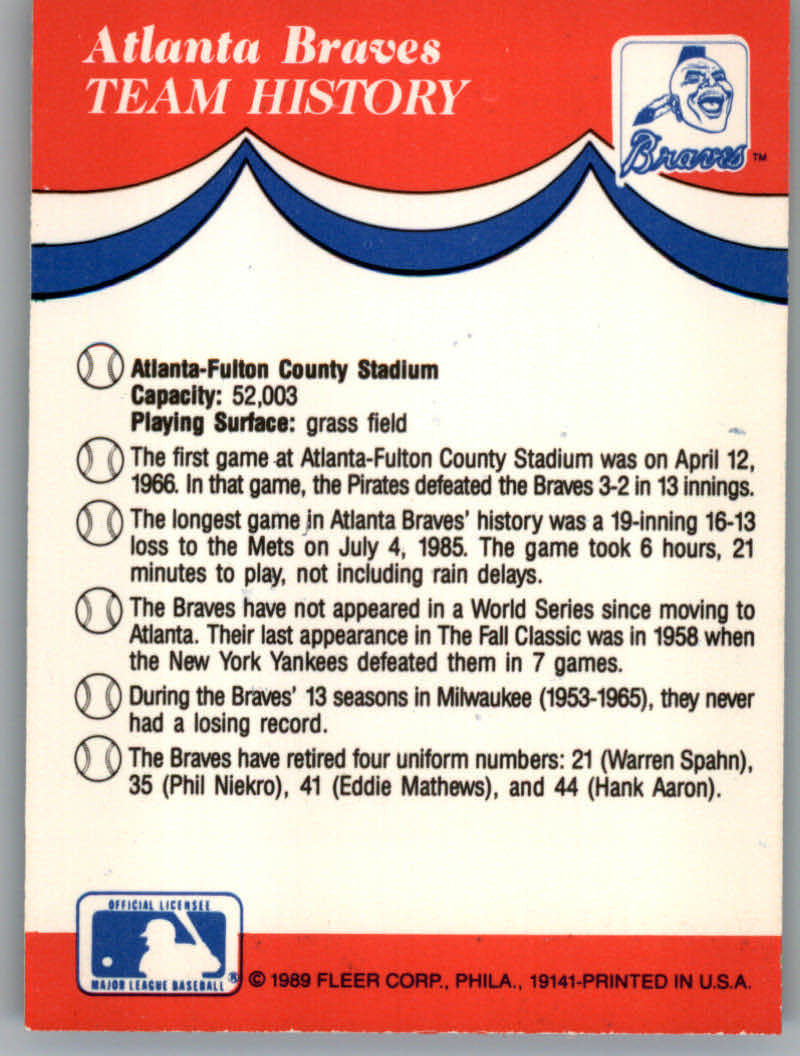 Atlanta Braves
TEAM HISTORY
Braves TM
Atlanta-Fulton County Stadium
Capacity: 52,003
Playing Surface: grass field
The first game at Atlanta-Fulton County Stadium was on April 12,
1966. In that game, the Pirates defeated the Braves 3-2 in 13 innings.
The longest game in Atlanta Braves' history was a 19-inning 16-13
loss to the Mets on July 4, 1985. The game took 6 hours, 21
minutes to play, not including rain delays.
The Braves have not appeared in a World Series since moving to
Atlanta. Their last appearance in The Fall Classic was in 1958 when
the New York Yankees defeated them in 7 games.
During the Braves' 13 seasons in Milwaukee (1953-1965), they never
had a losing record.
The Braves have retired four uniform numbers: 21 (Warren Spahn),
35 (Phil Niekro), 41 (Eddie Mathews), and 44 (Hank Aaron).
OFFICIAL LICENSEE
MAJOR LEAGUE BASEBALL ®
© 1989 FLEER CORP., PHILA., 19141-PRINTED IN U.S.A.